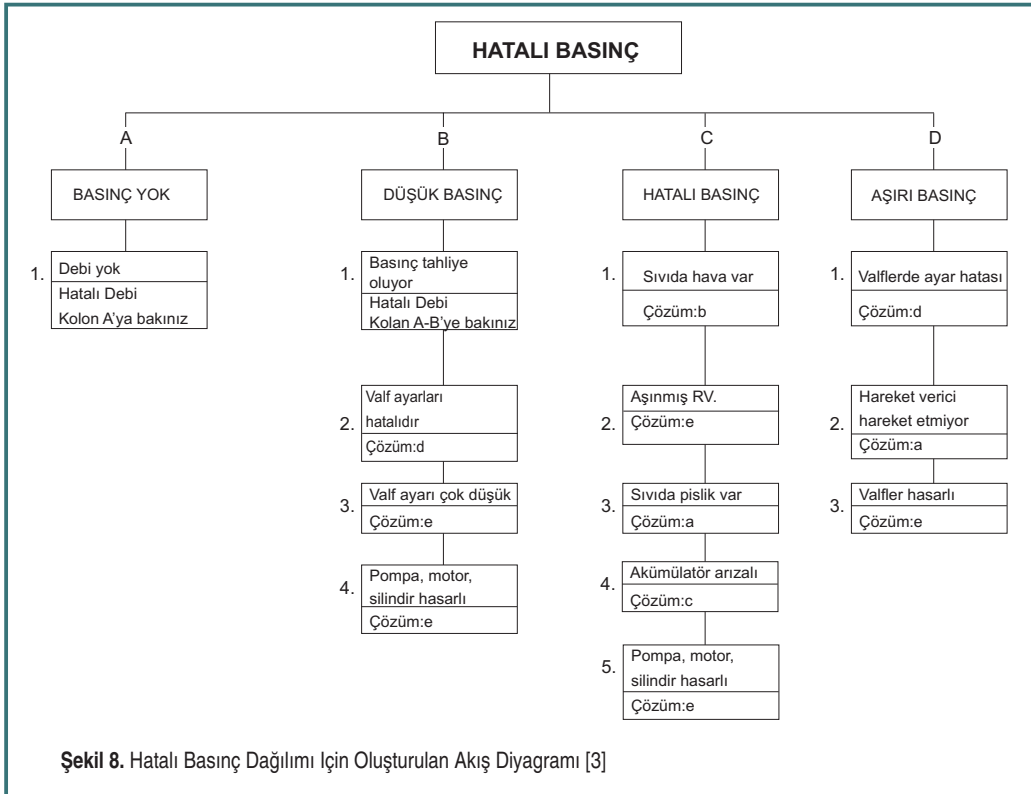 HATALI BASINÇ
A
BASINÇ YOK
1.
Debi yok
Hatalı Debi
Kolon A'ya bakınız
B
DÜŞÜK BASINÇ
1.
Basınç tahliye
oluyor
Hatalı Debi
Kolan A-B'ye bakınız
2.
Valf ayarları
hatalıdır
Çözüm:d
3.
Valf ayarı çok düşük
Çözüm:e
4.
Pompa, motor,
silindir hasarlı
Çözüm:e
C
HATALI BASINÇ
1.
Sıvıda hava var
Çözüm:b
2.
Aşınmış RV.
Çözüm:e
3.
Sıvıda pislik var
Çözüm:a
4.
Akümülatör arızalı
Çözüm:c
5.
Pompa, motor,
silindir hasarlı
Çözüm:e
D
AŞIRI BASINÇ
1.
Valflerde ayar hatası
Çözüm:d
2.
Hareket verici
hareket etmiyor
Çözüm:a
3.
Valfler hasarlı
Çözüm:e
Şekil 8. Hatalı Basınç Dağılımı Için Oluşturulan Akış Diyagramı [3]